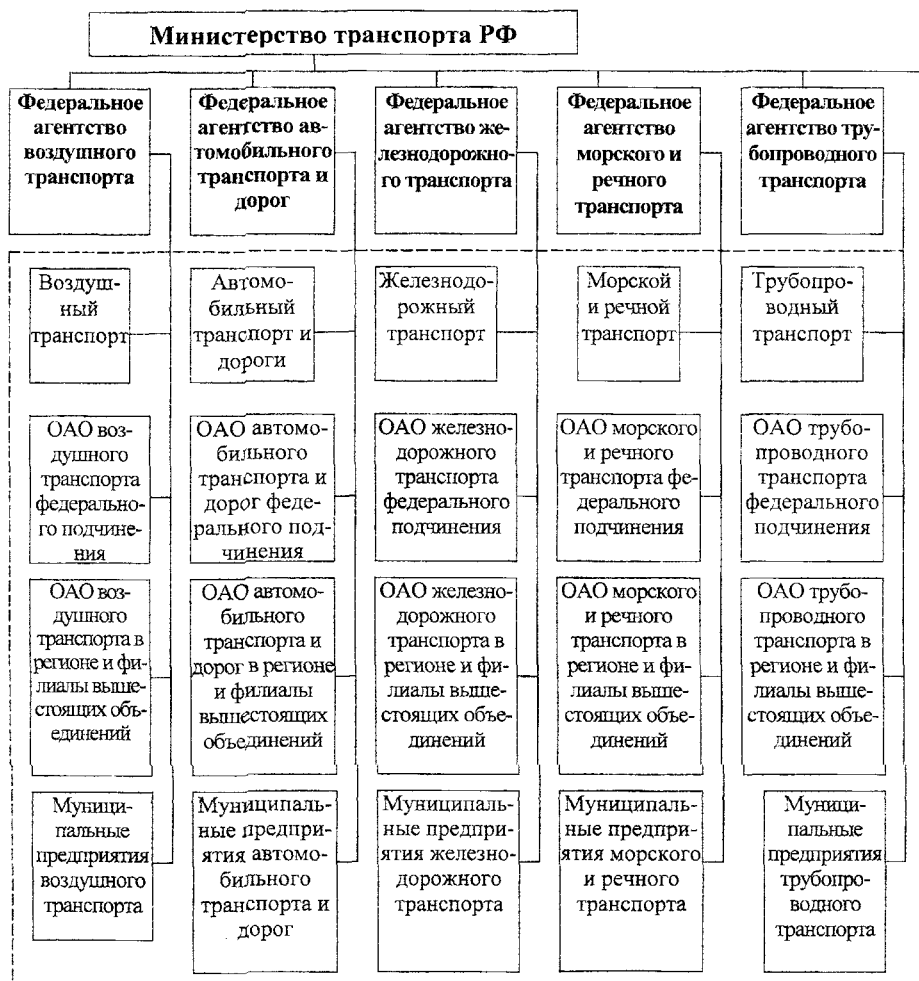 Министерство транспорта РФ
Федеральное
агентство
воздушного
транспорта
Федеральное
агентство ав-
томобильного
транспорта и
дорог
Федеральное
агентство же-
лезнодорожно-
го транспорта
Федеральное
агентство
морского и
речного
транспорта
Федеральное
агентство тру-
бопроводного
транспорта
Воздуш-
ный
транспорт
Автомо-
бильный
транспорт и
дороги
Железнодо-
рожный
транспорт
Морской
и речной
транспорт
Трубопро-
водный
транспорт
ОАО воз-
душного
транспорта
федерально-
го подчине-
ния
ОАО автомо-
бильного
транспорта и
дорог феде-
рального под-
чинения
ОАО железно-
дорожного
транспорта
федерального
подчинения
ОАО морского
и речного
транспорта фе-
дерального
подчинения
ОАО трубо-
проводного
транспорта
федерального
подчинения
ОАО воз-
душного
транспорта в
регионе и фи-
лиалы выше-
стоящих объ-
единений
ОАО автомо-
бильного
транспорта и
дорог в регионе
и филиалы
вышестоящих
объединений
ОАО железно-
дорожного
транспорта в
регионе и фи-
лиалы выше-
стоящих объе-
динений
ОАО морского
и речного
транспорта в
регионе и фи-
лиалы выше-
стоящих объе-
динений
ОАО трубо-
проводного
транспорта в
регионе и фи-
лиалы выше-
стоящих объе-
динений
Муници-
пальные
предприятия
воздушного
транспорта
Муниципаль-
ные предпри-
ятия автомо-
бильного
транспорта и
дорог
Муниципаль-
ные предпри-
ятия железно-
дорожного
транспорта
Муниципаль-
ные предпри-
ятия морского
и речного
транспорта
Муници-
пальные
предприятия
трубопро-
водного
транспорта